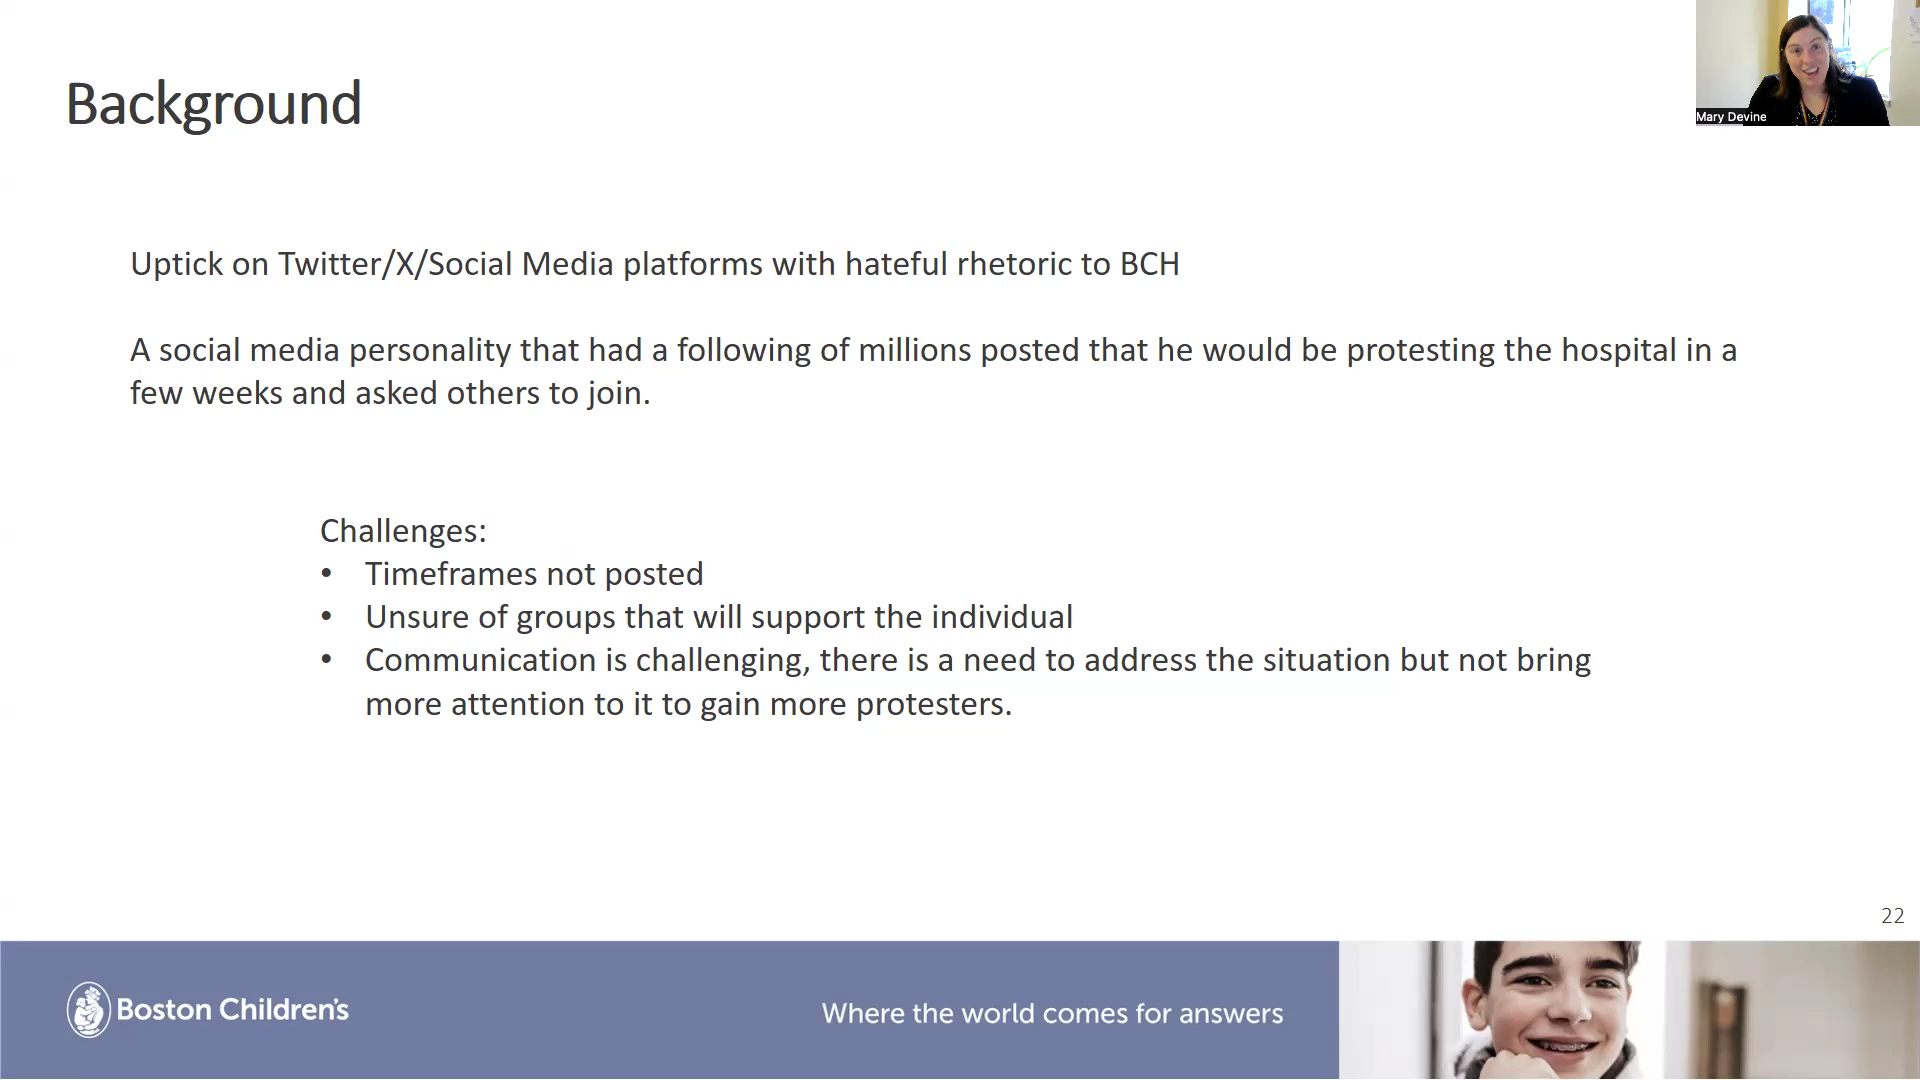 Background
Mary Devine
Uptick on Twitter/X/Social Media platforms with hateful rhetoric to BCH
A social media personality that had a following of millions posted that he would be protesting the hospital in a
few weeks and asked others to join.
Challenges:
• Timeframes not posted
• Unsure of groups that will support the individual
• Communication is challenging, there is a need to address the situation but not bring
more attention to it to gain more protesters.
22
Boston Children's
Where the world comes for answers